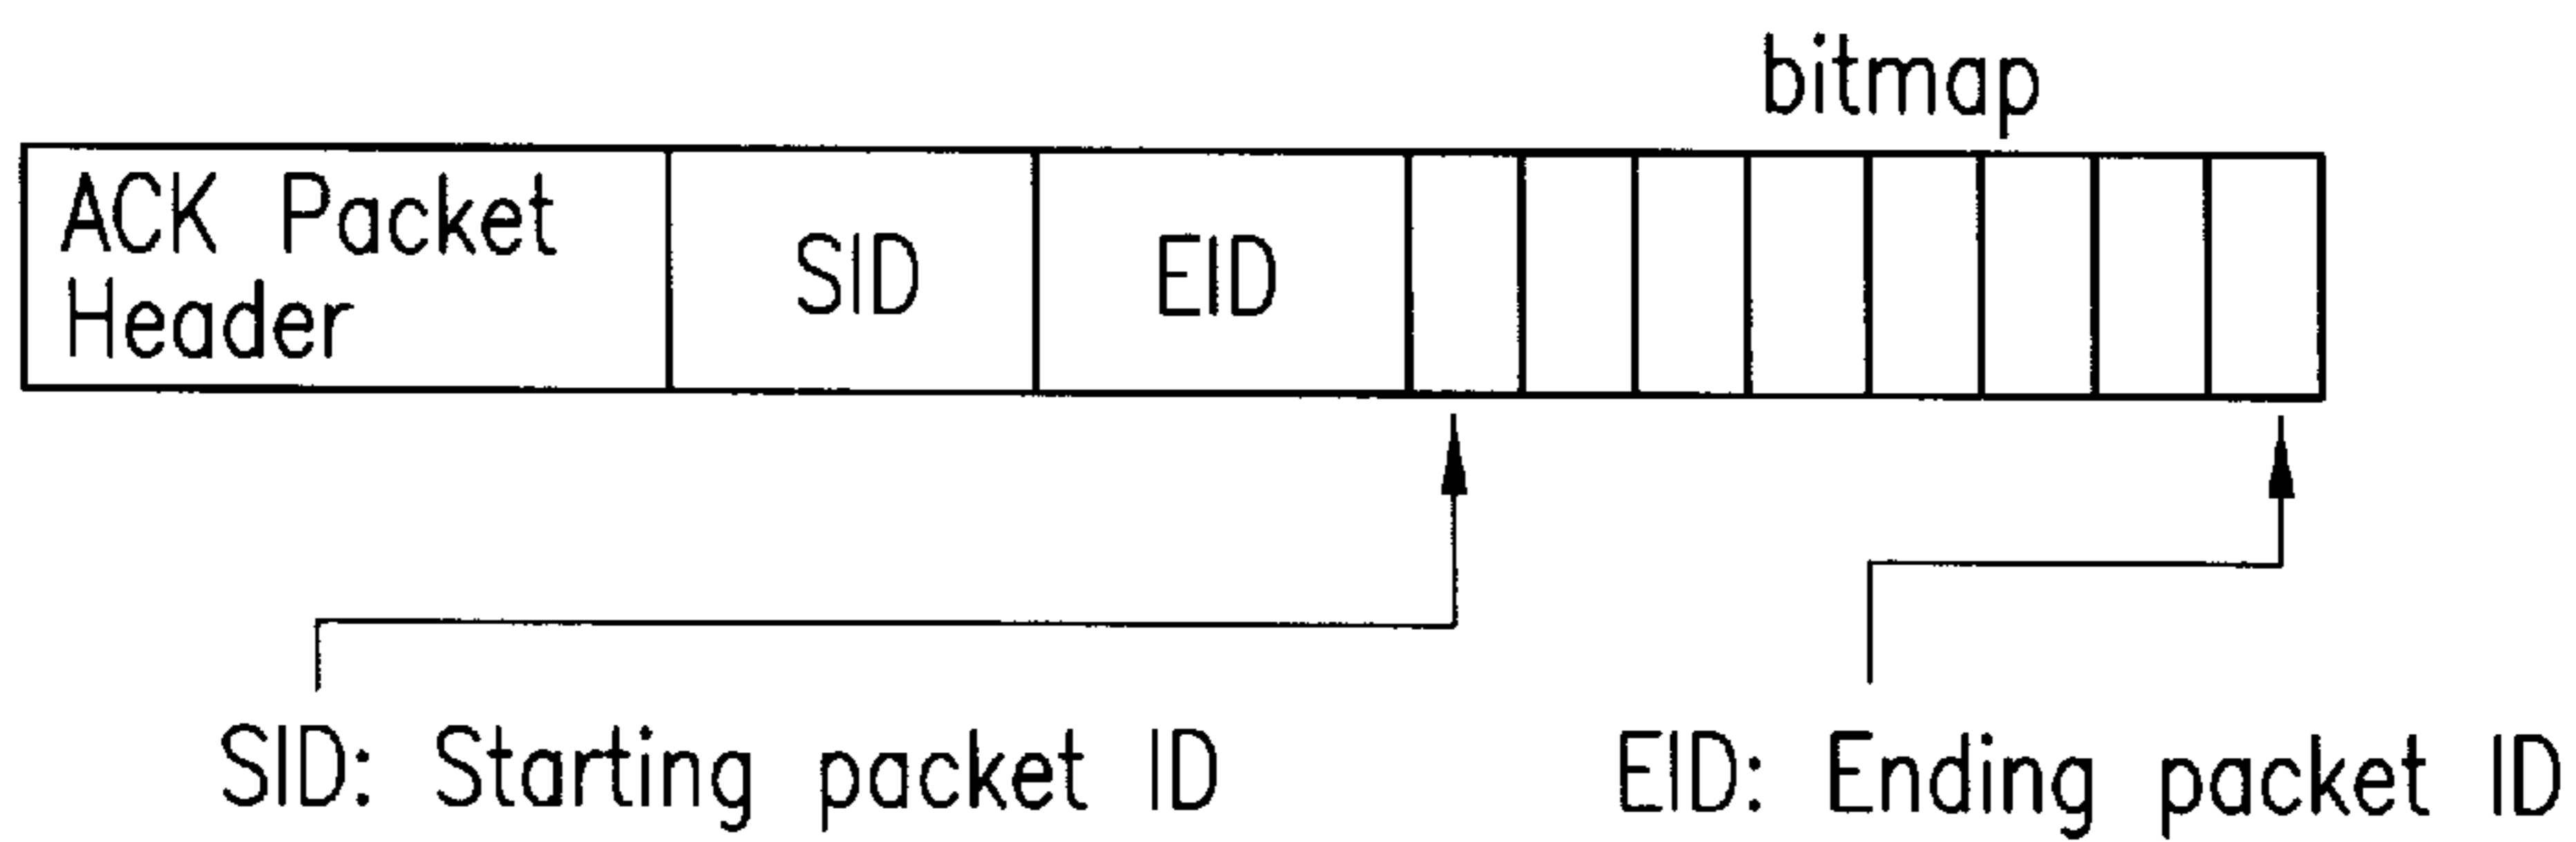 bitmap
ACK Packet
Header
SID
EID
SID: Starting packet ID
EID: Ending packet ID